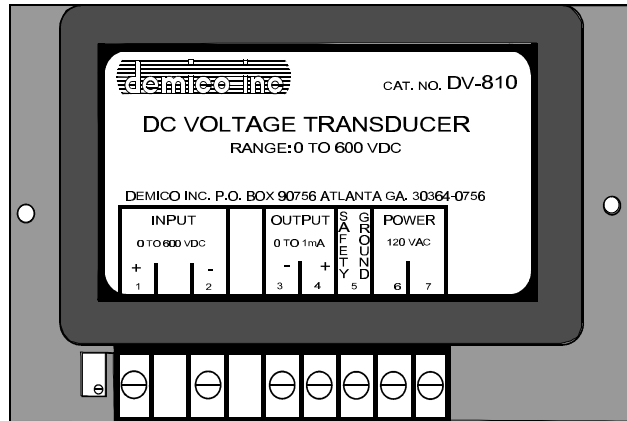 demico inc
CAT. NO. DV-810
DC VOLTAGE TRANSDUCER
RANGE: 0 TO 600 VDC
DEMICO INC. P.O. BOX 90756 ATLANTA GA. 30364-0756
INPUT
0 TO 600 VDC
+ -
1 2
OUTPUT
0 TO 1mA
- +
3 4
SAFETY
GROUND
5
POWER
120 VAC
6 7